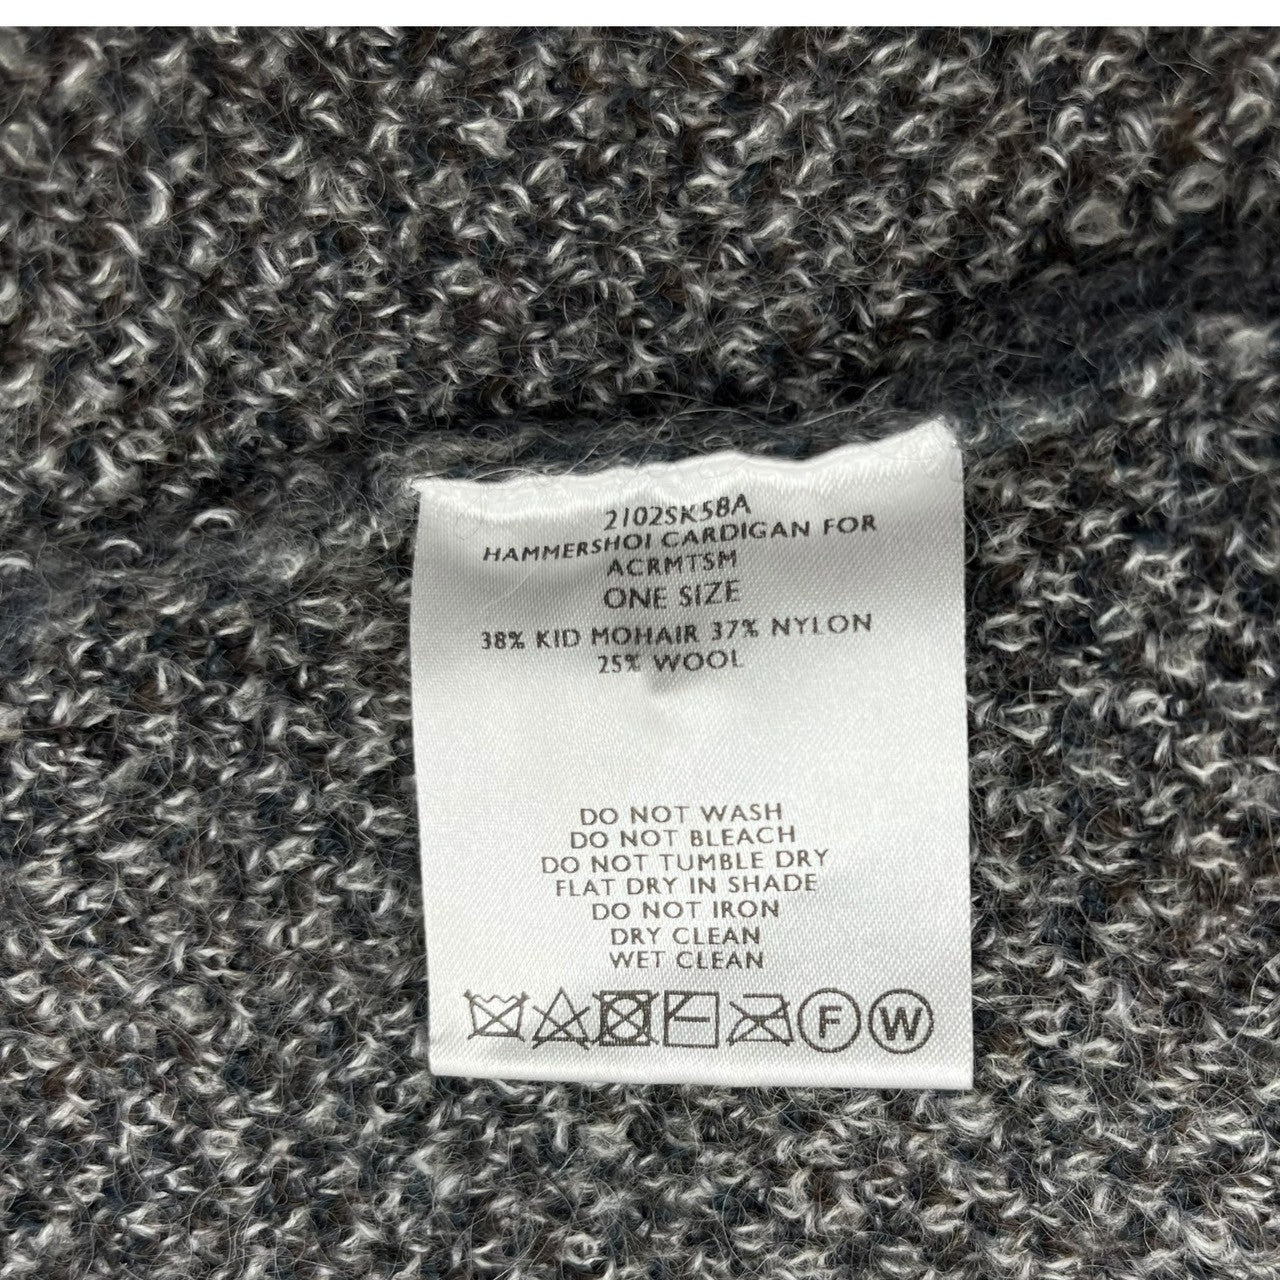 2102SK58A
HAMMERSHOI CARDIGAN FOR
ACRMTSM
ONE SIZE
38% KID MOHAIR 37% NYLON
25% WOOL
DO NOT WASH
DO NOT BLEACH
DO NOT TUMBLE DRY
FLAT DRY IN SHADE
DO NOT IRON
DRY CLEAN
WET CLEAN
F W